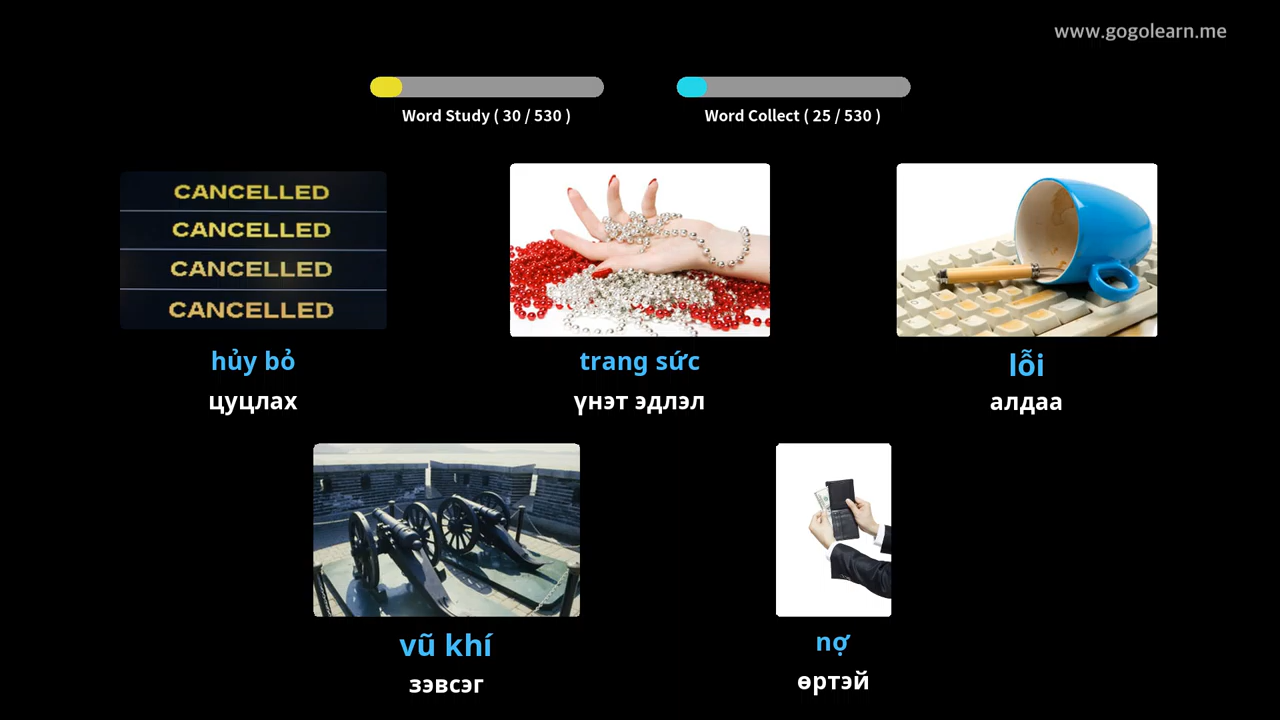 www.gogolearn.me
Word Study ( 30 / 530 )
Word Collect ( 25 / 530 )
CANCELLED
CANCELLED
CANCELLED
CANCELLED
hủy bỏ
цуцлах
trang sức
үнэт эдлэл
lỗi
алдаа
vũ khí
зэвсэг
nợ
өртэй